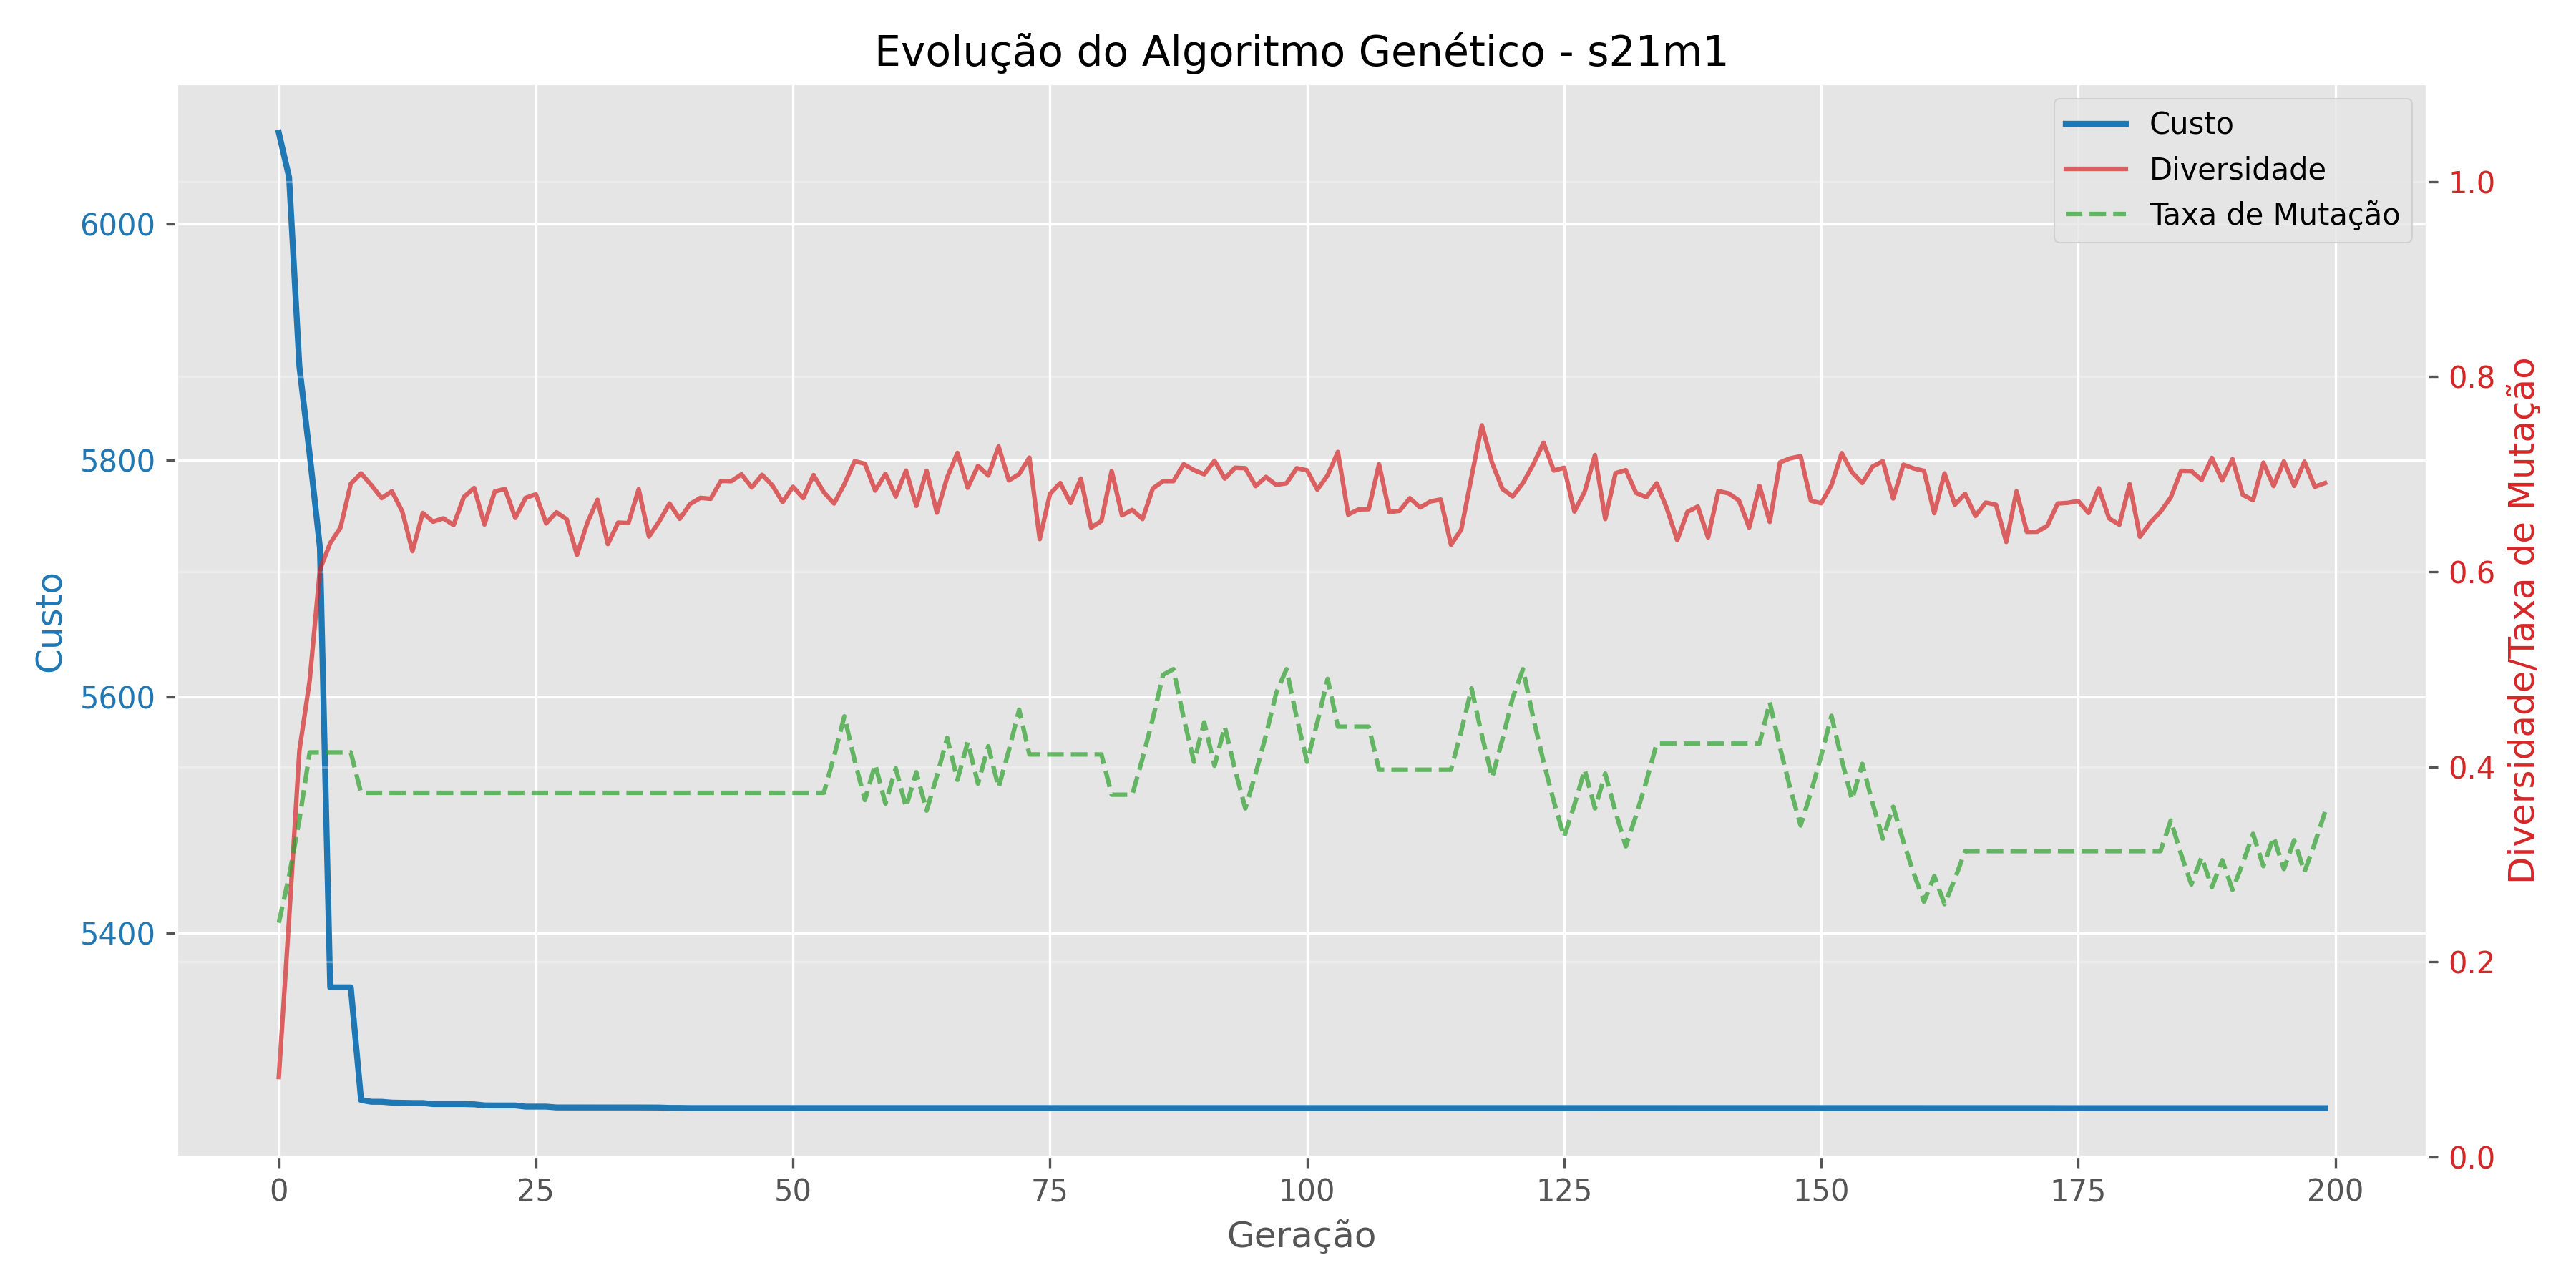 Evolução do Algoritmo Genético - s21m1
Custo
Diversidade
Taxa de Mutação
6000
5800
5600
5400
Custo
1.0
0.8
0.6
0.4
0.2
0.0
Diversidade/Taxa de Mutação
0 25 50 75 100 125 150 175 200
Geração